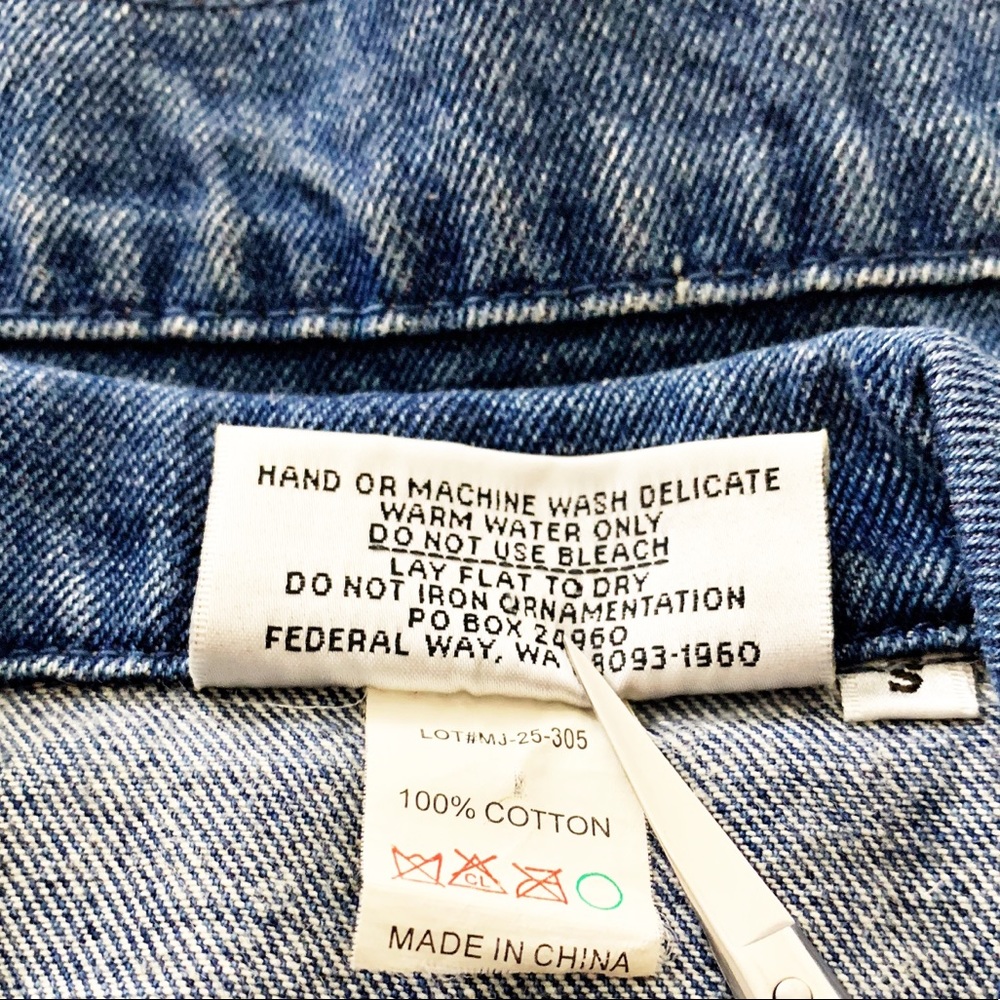 HAND OR MACHINE WASH DELICATE
WARM WATER ONLY
DO NOT USE BLEACH
LAY FLAT TO DRY
DO NOT IRON ORNAMENTATION
PO BOX
FEDERAL WAY, WA
S
LOT#MJ-25-305
100% COTTON
CL
MADE IN CHINA